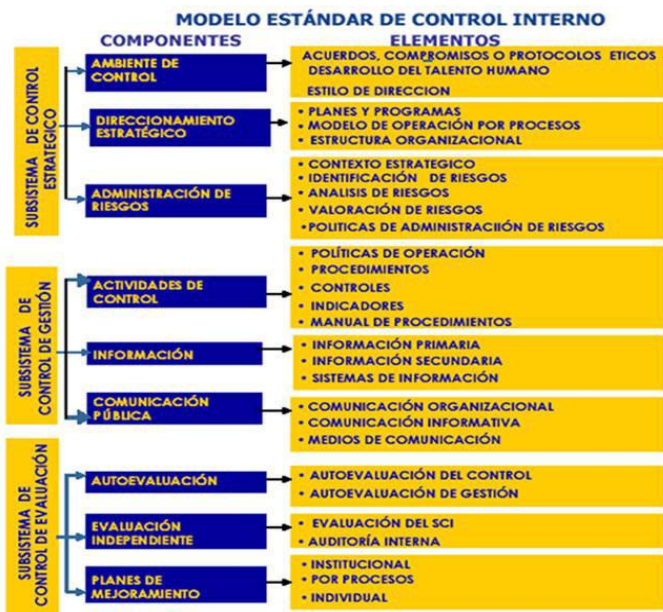 MODELO ESTÁNDAR DE CONTROL INTERNO
COMPONENTES
ELEMENTOS
SUBSISTEMA DE CONTROL
ESTRATEGICO
AMBIENTE DE
CONTROL
ACUERDOS, COMPROMISOS O PROTOCOLOS ETICOS
DESARROLLO DEL TALENTO HUMANO
ESTILO DE DIRECCION
DIRECCIONAMIENTO
ESTRATÉGICO
• PLANES Y PROGRAMAS
• MODELO DE OPERACIÓN POR PROCESOS
• ESTRUCTURA ORGANIZACIONAL
ADMINISTRACIÓN DE
RIESGOS
• CONTEXTO ESTRATEGICO
• IDENTIFICACIÓN DE RIESGOS
• ANALISIS DE RIESGOS
• VALORACIÓN DE RIESGOS
• POLITICAS DE ADMINISTRACIIÓN DE RIESGOS
SUBSISTEMA DE
CONTROL DE GESTIÓN
ACTIVIDADES DE
CONTROL
• POLÍTICAS DE OPERACIÓN
• PROCEDIMIENTOS
• CONTROLES
• INDICADORES
• MANUAL DE PROCEDIMIENTOS
INFORMACIÓN
• INFORMACIÓN PRIMARIA
• INFORMACIÓN SECUNDARIA
• SISTEMAS DE INFORMACIÓN
COMUNICACIÓN
PÚBLICA
• COMUNICACIÓN ORGANIZACIONAL
• COMUNICACIÓN INFORMATIVA
• MEDIOS DE COMUNICACIÓN
SUBSISTEMA DE
CONTROL DE EVALUACIÓN
AUTOEVALUACIÓN
• AUTOEVALUACIÓN DEL CONTROL
• AUTOEVALUACIÓN DE GESTIÓN
EVALUACIÓN
INDEPENDIENTE
• EVALUACIÓN DEL SCI
• AUDITORÍA INTERNA
PLANES DE
MEJORAMIENTO
• INSTITUCIONAL
• POR PROCESOS
• INDIVIDUAL